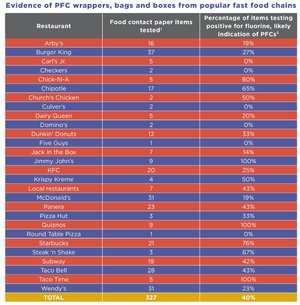 Evidence of PFC wrappers, bags and boxes from popular fast food chains
Restaurant
Food contact paper items
tested¹
Percentage of items testing
positive for fluorine, likely
indication of PFCs²
Arby's 16 19%
Burger King 37 27%
Carl's Jr. 5 0%
Checkers 2 0%
Chick-fil-A 5 80%
Chipotle 17 65%
Church's Chicken 2 50%
Culver's 2 0%
Dairy Queen 5 20%
Domino's 2 0%
Dunkin' Donuts 12 33%
Five Guys 1 0%
Jack in the Box 7 14%
Jimmy John's 9 100%
KFC 20 25%
Krispy Kreme 4 50%
Local restaurants 7 43%
McDonald's 31 19%
Panera 23 43%
Pizza Hut 3 33%
Quiznos 9 100%
Round Table Pizza 1 0%
Starbucks 21 76%
Steak 'n Shake 3 67%
Subway 19 42%
Taco Bell 28 43%
Taco Time 5 100%
Wendy's 31 23%
TOTAL 327 40%